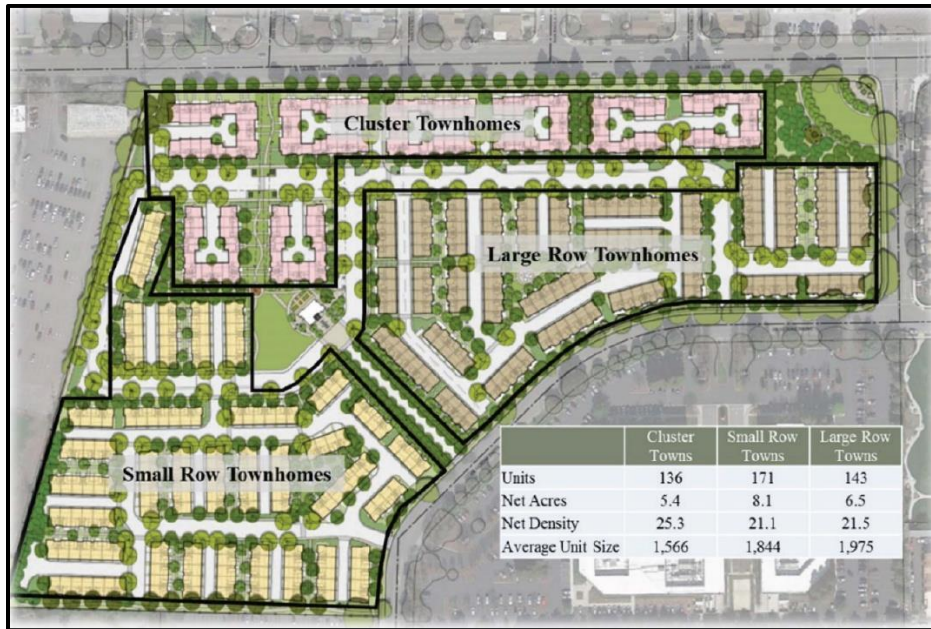 Cluster Townhomes
Large Row Townhomes
Small Row Townhomes
Cluster Towns Small Row Towns Large Row Towns
Units 136 171 143
Net Acres 5.4 8.1 6.5
Net Density 25.3 21.1 21.5
Average Unit Size 1,566 1,844 1,975